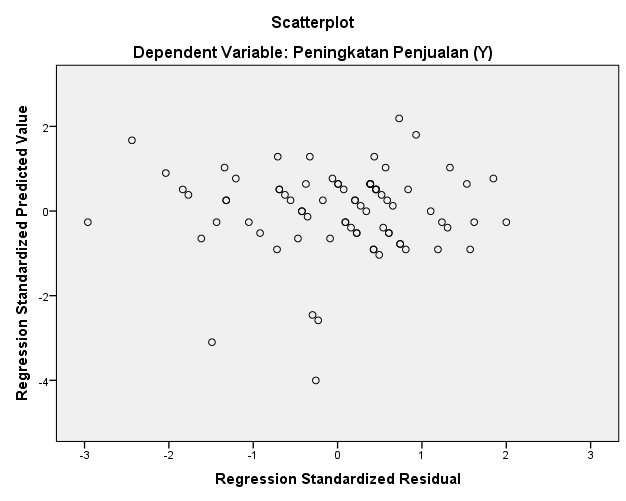 Scatterplot
Dependent Variable: Peningkatan Penjualan (Y)
Regression Standardized Predicted Value
2
0
-2
-4
-3 -2 -1 0 1 2 3
Regression Standardized Residual